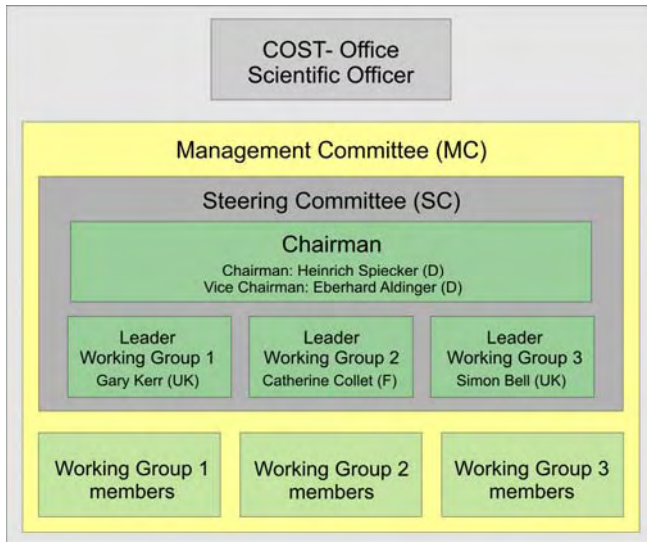 COST- Office
Scientific Officer
Management Committee (MC)
Steering Committee (SC)
Chairman
Chairman: Heinrich Spiecker (D)
Vice Chairman: Eberhard Aldinger (D)
Leader
Working Group 1
Gary Kerr (UK)
Leader
Working Group 2
Catherine Collet (F)
Leader
Working Group 3
Simon Bell (UK)
Working Group 1
members
Working Group 2
members
Working Group 3
members